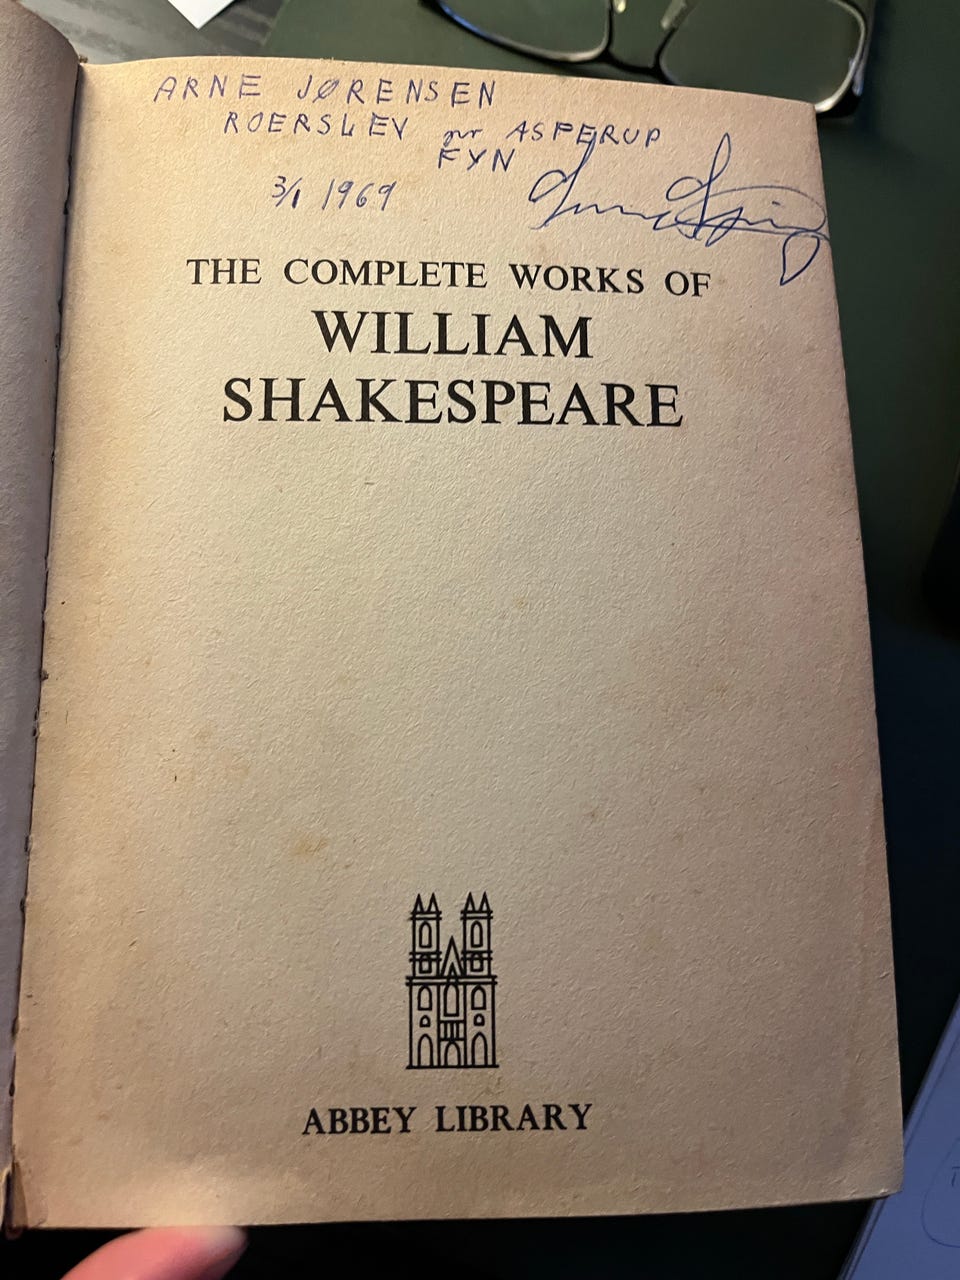 ARNE JØRENSEN
ROERSLEV pr ASPERUP
FYN
3/1 1969
THE COMPLETE WORKS OF
WILLIAM
SHAKESPEARE
ABBEY LIBRARY